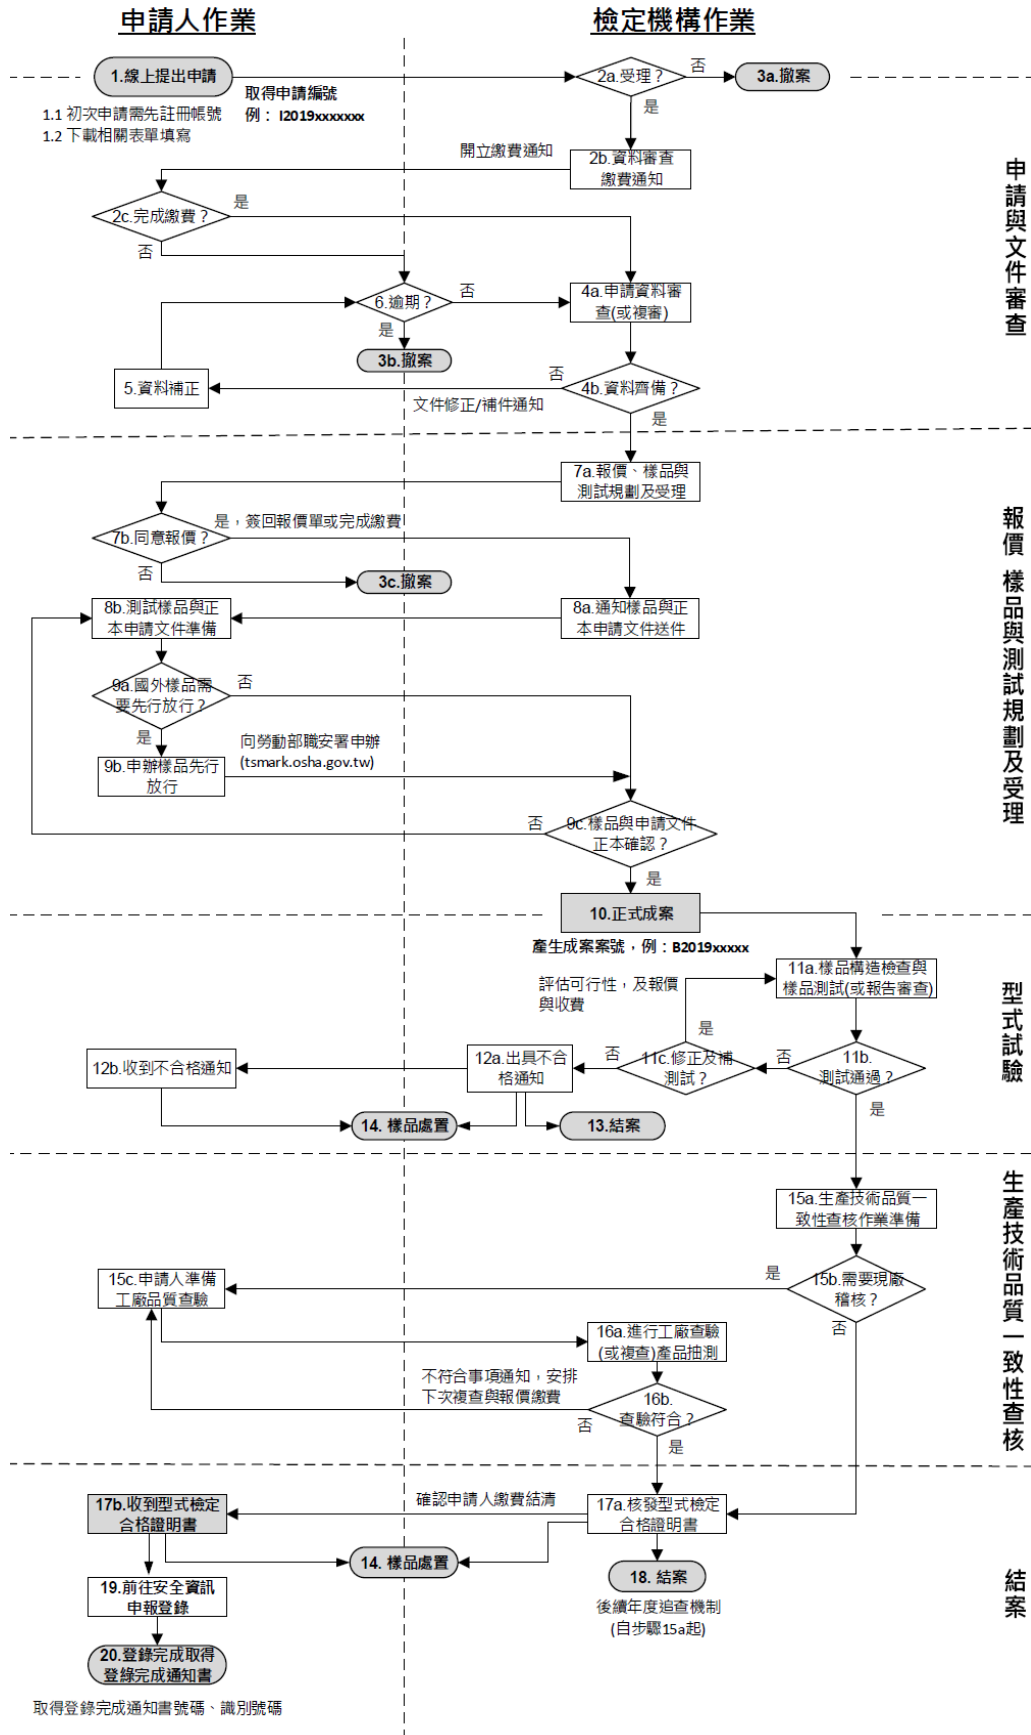 申請人作業
檢定機構作業
1.線上提出申請
2a.受理？
否
3a.撤案
取得申請編號
例： I2019xxxxxxx
1.1 初次申請需先註冊帳號
1.2 下載相關表單填寫
是
開立繳費通知
2b.資料審查
繳費通知
申請與文件審查
2c.完成繳費？
是
否
6.逾期？
否
4a.申請資料審
查(或複審)
是
3b.撤案
5.資料補正
否
4b.資料齊備？
文件修正/補件通知
是
7a.報價、樣品與
測試規劃及受理
報價 樣品與測試規劃及受理
7b.同意報價？
是，簽回報價單或完成繳費
否
3c.撤案
8b.測試樣品與正
本申請文件準備
8a.通知樣品與正
本申請文件送件
9a.國外樣品需
要先行放行？
否
是
9b.申辦樣品先行
放行
向勞動部職安署申辦
(tsmark.osha.gov.tw)
否
9c.樣品與申請文件
正本確認？
是
10.正式成案
產生成案案號，例：B2019xxxxx
評估可行性，及報價
與收費
11a.樣品構造檢查與
樣品測試(或報告審查)
型式試驗
是
12b.收到不合格通知
12a.出具不合
格通知
否
11c.修正及補
測試？
否
11b.
測試通過？
是
14. 樣品處置
13.結案
15a.生產技術品質一
致性查核作業準備
生產技術品質一致性查核
15c.申請人準備
工廠品質查驗
是
15b.需要現廠
稽核？
否
16a.進行工廠查驗
(或複查)產品抽測
不符合事項通知，安排
下次複查與報價繳費
16b.
查驗符合？
否
是
17b.收到型式檢定
合格證明書
確認申請人繳費結清
17a.核發型式檢定
合格證明書
14. 樣品處置
18. 結案
結案
19.前往安全資訊
申報登錄
後續年度追查機制
(自步驟15a起)
20.登錄完成取得
登錄完成通知書
取得登錄完成通知書號碼、識別號碼